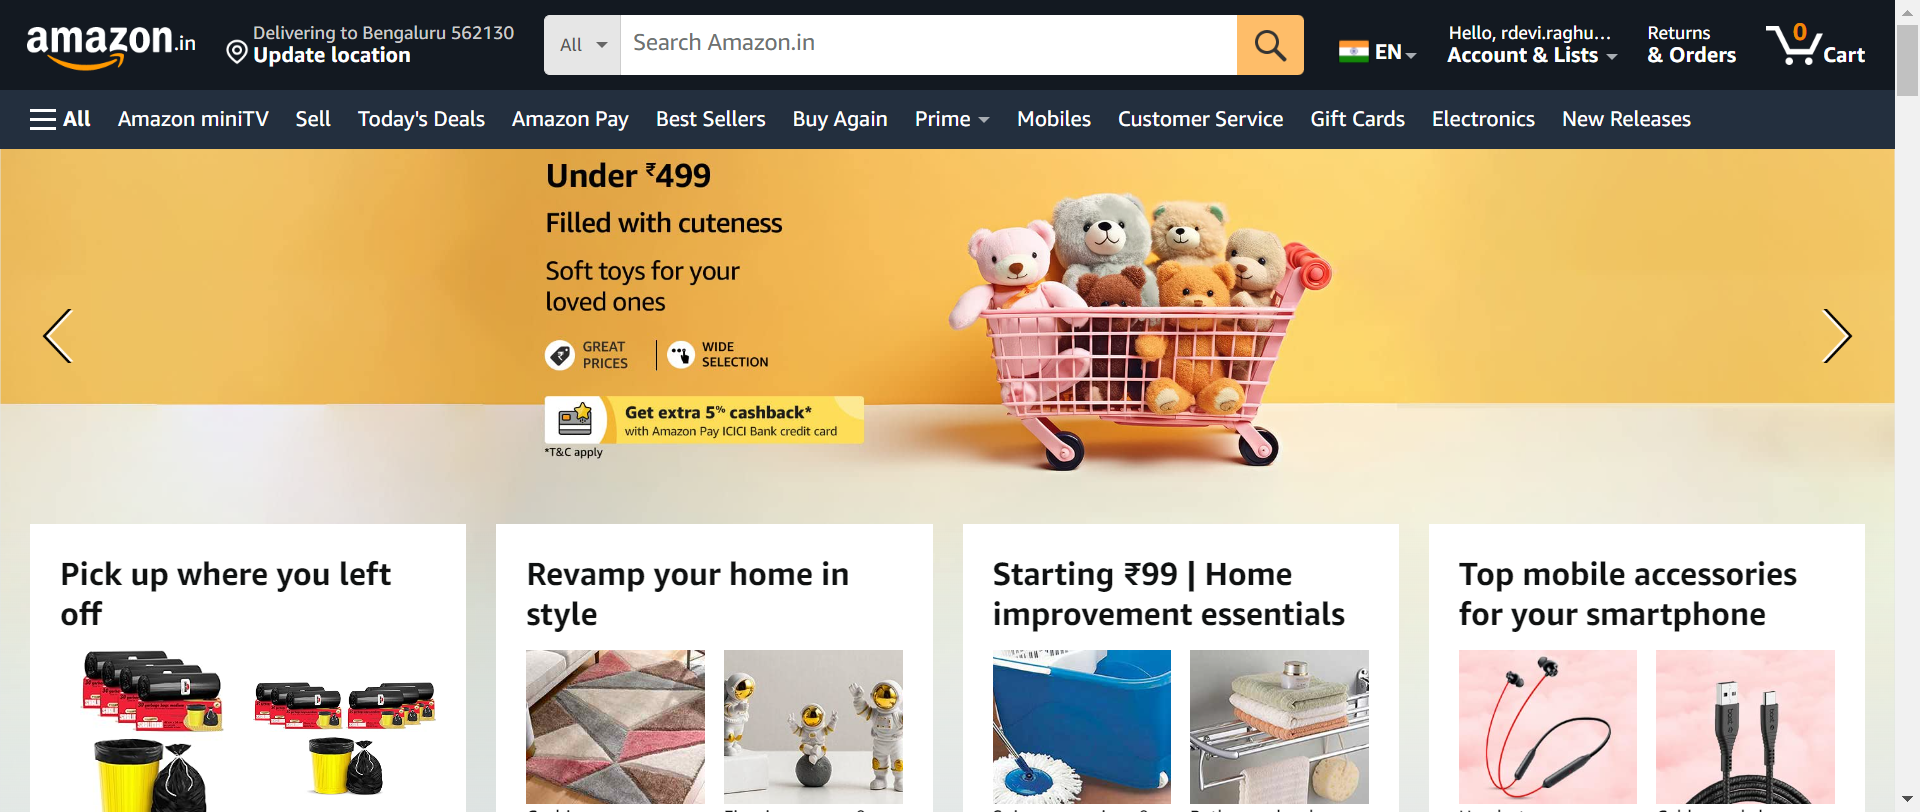 amazon.in
Delivering to Bengaluru 562130
Update location
All
Search Amazon.in
EN
Hello, rdevi.raghu...
Account & Lists
Returns
& Orders
0
Cart
All
Amazon miniTV
Sell
Today's Deals
Amazon Pay
Best Sellers
Buy Again
Prime
Mobiles
Customer Service
Gift Cards
Electronics
New Releases
Under ₹499
Filled with cuteness
Soft toys for your
loved ones
GREAT
PRICES
WIDE
SELECTION
Get extra 5% cashback*
with Amazon Pay ICICI Bank credit card
*T&C apply
Pick up where you left
off
Revamp your home in
style
Starting ₹99 | Home
improvement essentials
Top mobile accessories
for your smartphone